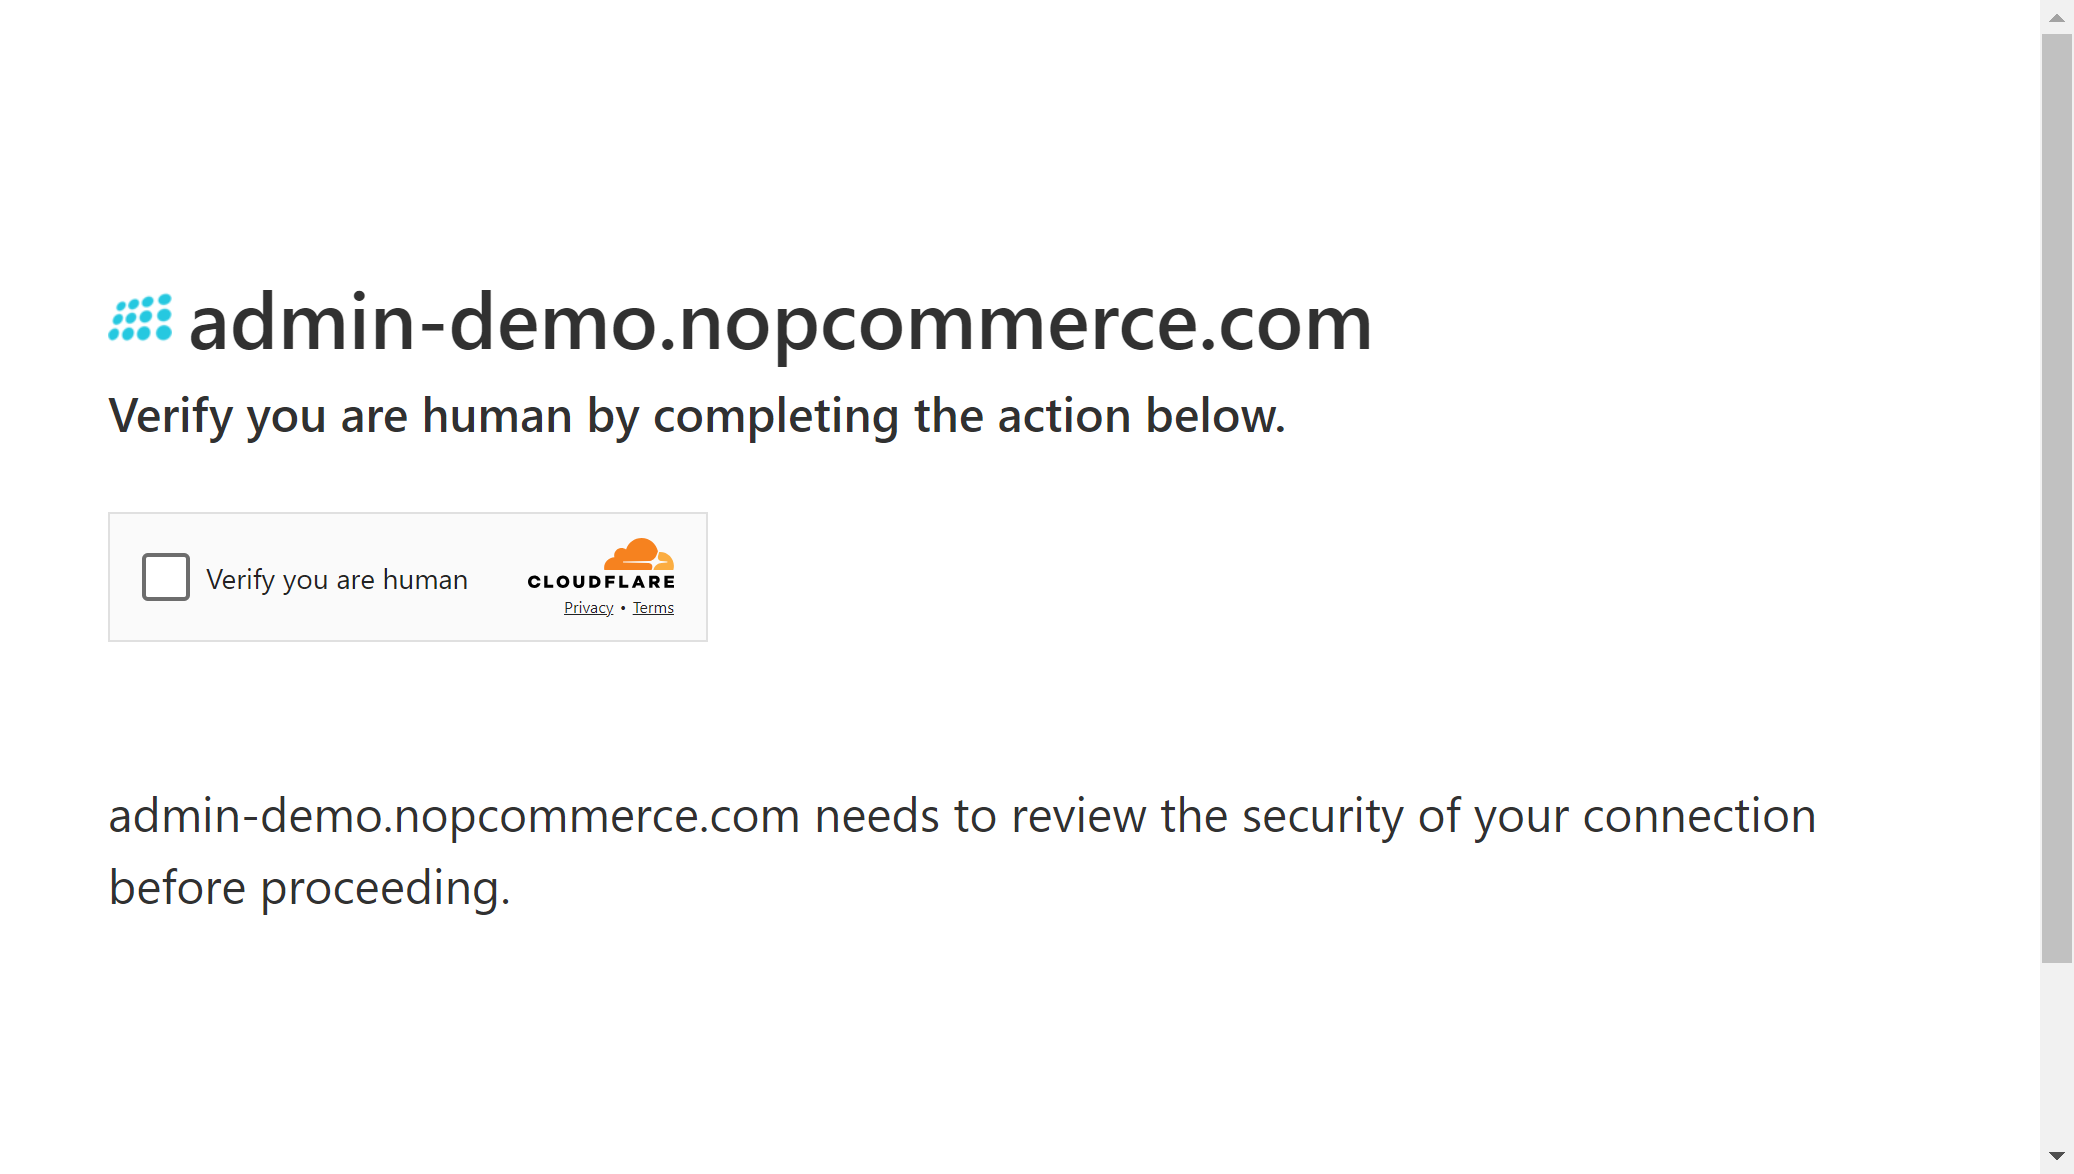 admin-demo.nopcommerce.com
Verify you are human by completing the action below.
Verify you are human
CLOUDFLARE
Privacy • Terms
admin-demo.nopcommerce.com needs to review the security of your connection
before proceeding.